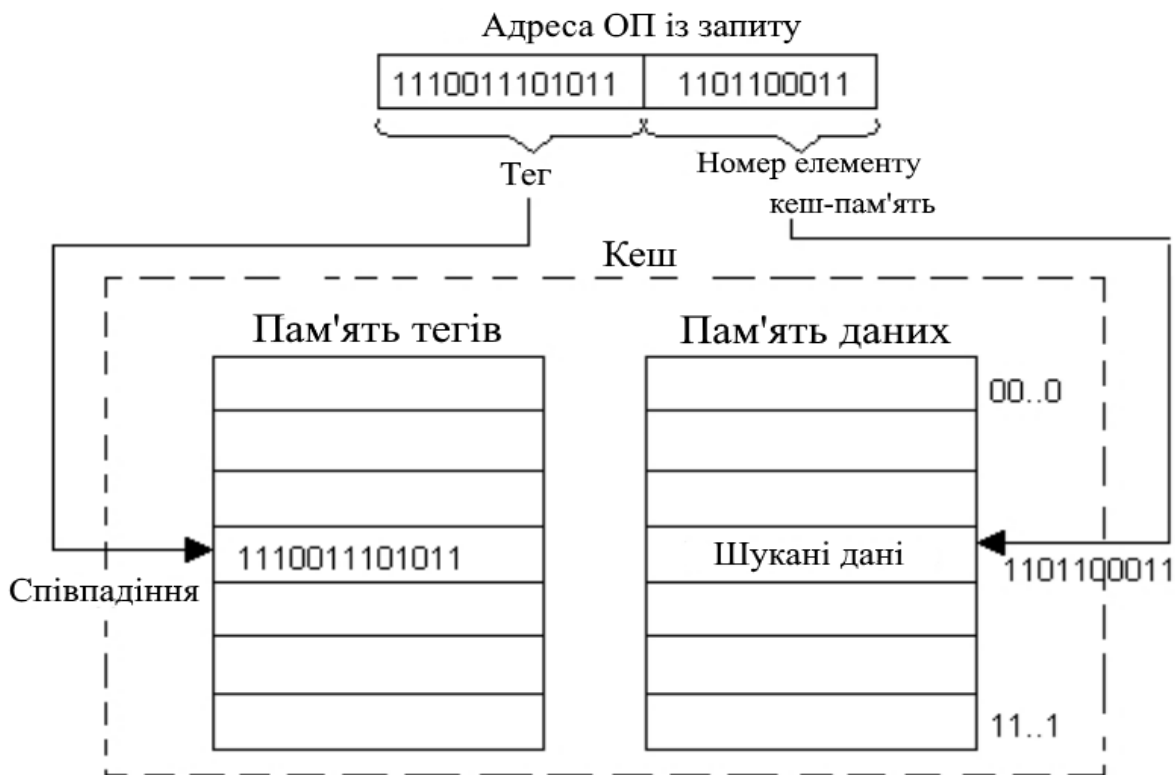 Адреса ОП із запиту
1110011101011 1101100011
Тег
Номер елементу
кеш-пам'ять
Кеш
Пам'ять тегів
Пам'ять даних
00..0
1110011101011
Шукані дані
1101100011
Співпадіння
11..1